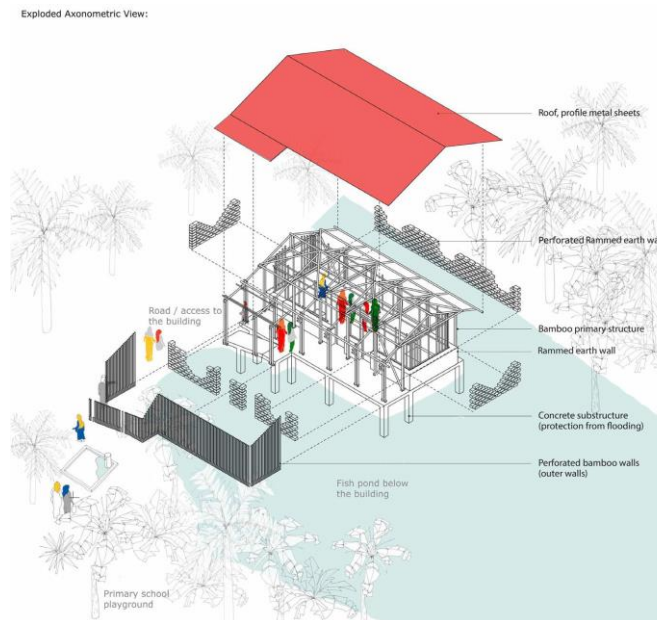 Exploded Axonometric View:
Roof, profile metal sheets
Perforated Rammed earth wa
Road / access to
the building
Bamboo primary structure
Rammed earth wall
Concrete substructure
(protection from flooding)
Perforated bamboo walls
(outer walls)
Fish pond below
the building
Primary school
playground